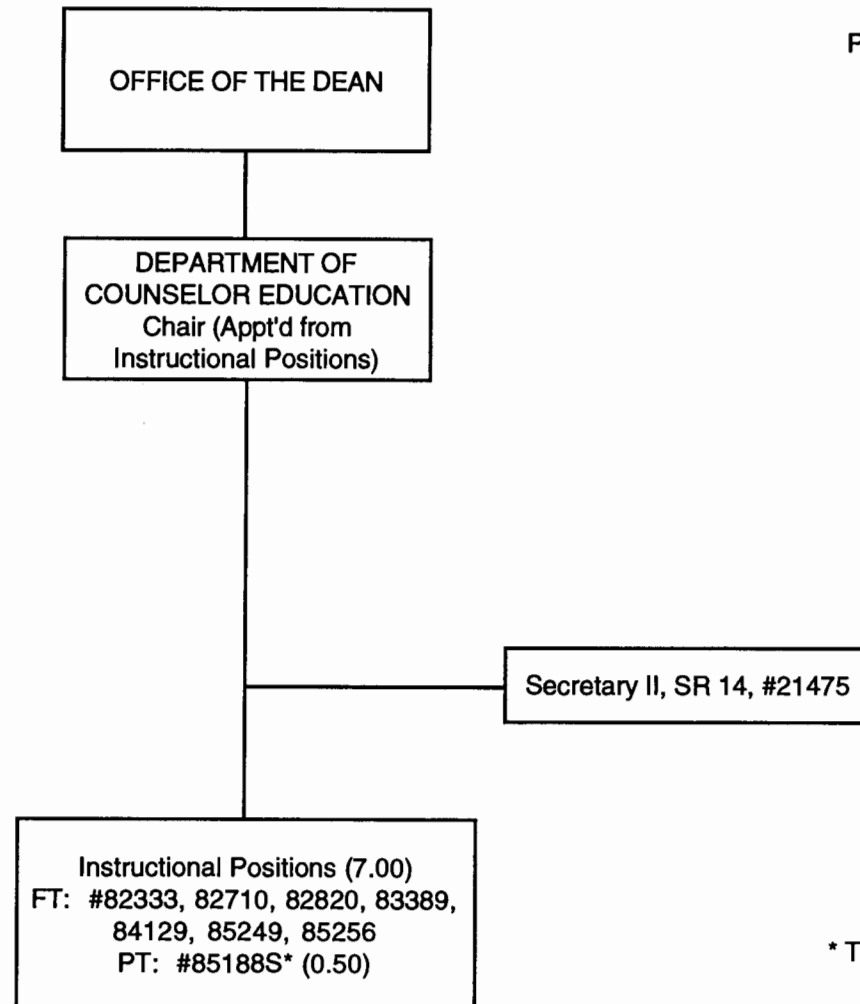 P
OFFICE OF THE DEAN
DEPARTMENT OF
COUNSELOR EDUCATION
Chair (Appt'd from
Instructional Positions)
Secretary II, SR 14, #21475
Instructional Positions (7.00)
FT: #82333, 82710, 82820, 83389,
84129, 85249, 85256
PT: #85188S* (0.50)
* T